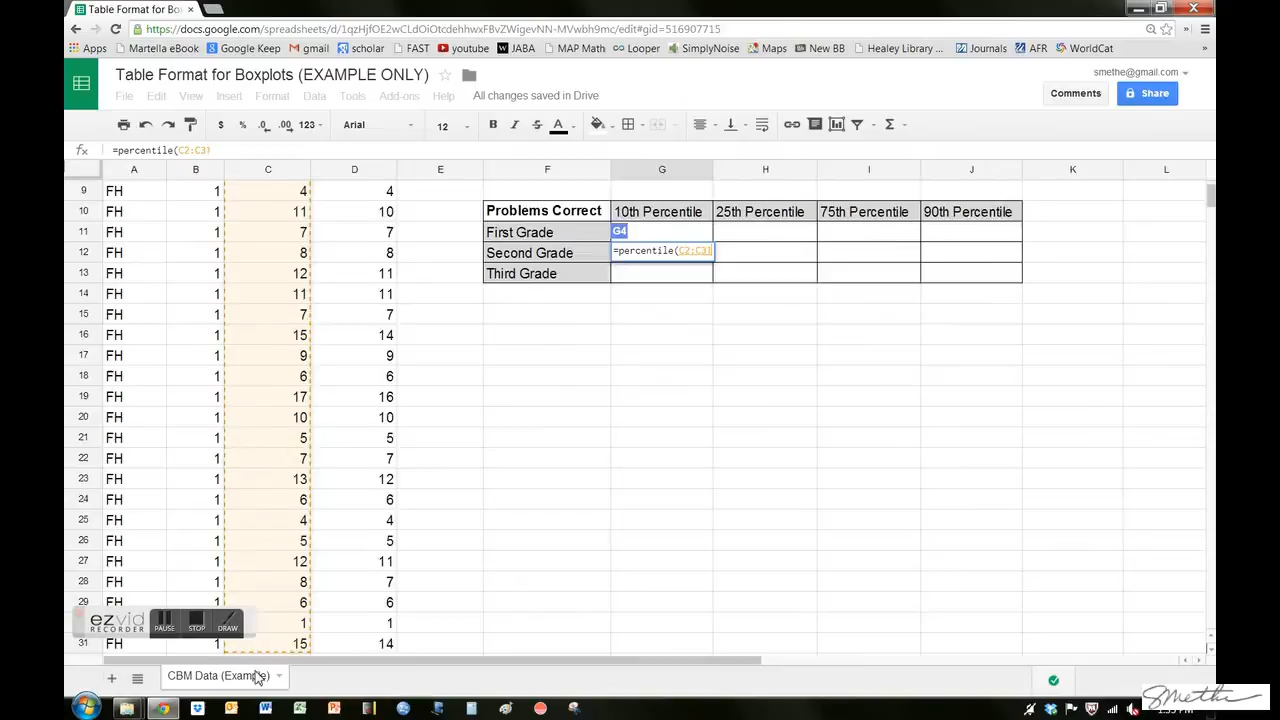 Table Format for Bo
https://docs.google.com/spreadsheets/d/1qzHjfOE2wCLdOiOtcdehhwxFBvZMigevNc-MVwbh9mc/edit#gid=516907715
Apps Martella eBook Google Keep gmail scholar FAST youtube JABA MAP Math Looper SimplyNoise Maps New BB Healey Library ... Journals AFR WorldCat
Table Format for Boxplots (EXAMPLE ONLY)
smethe@gmail.com
File Edit View Insert Format Data Tools Add-ons Help All changes saved in Drive
Comments Share
$ % .0 .00 123 Arial 12 B I S A Σ
fx =percentile(C2:C3)
A B C D E F G H I J K L
9 FH 1 4 4
10 FH 1 11 10 Problems Correct 10th Percentile 25th Percentile 75th Percentile 90th Percentile
11 FH 1 7 7 First Grade G4
12 FH 1 8 8 Second Grade =percentile(C2:C3)
13 FH 1 12 11 Third Grade
14 FH 1 11 11
15 FH 1 7 7
16 FH 1 15 14
17 FH 1 9 9
18 FH 1 6 6
19 FH 1 17 16
20 FH 1 10 10
21 FH 1 5 5
22 FH 1 7 7
23 FH 1 13 12
24 FH 1 6 6
25 FH 1 4 4
26 FH 1 5 5
27 FH 1 12 11
28 FH 1 8 7
29 FH 1 6 6
1 1
31 FH 1 15 14
ezvid
RECORDER
PAUSE STOP DRAW
CBM Data (Example)
SMethe